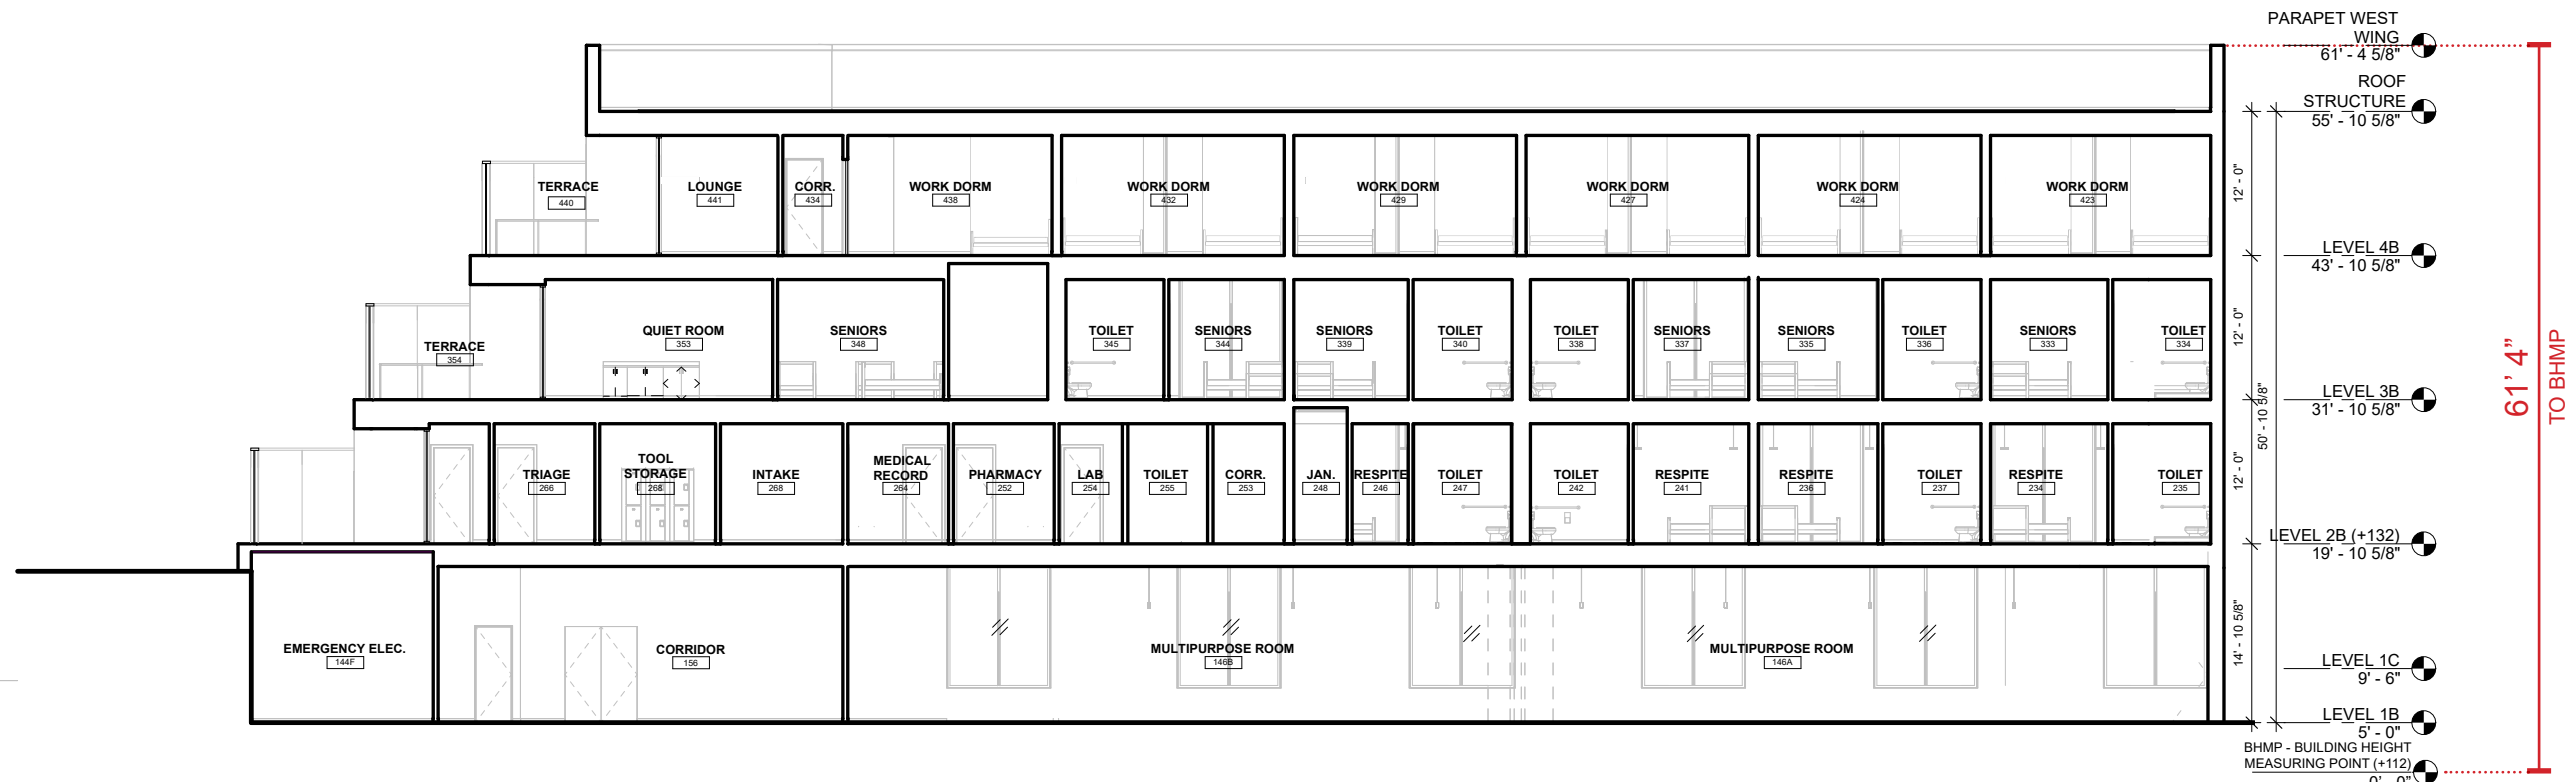 PARAPET WEST
WING
61' - 4 5/8"
ROOF
STRUCTURE
55' - 10 5/8"
TERRACE
440
LOUNGE
441
CORR.
434
WORK DORM
438
WORK DORM
432
WORK DORM
429
WORK DORM
427
WORK DORM
424
WORK DORM
423
12' - 0"
LEVEL 4B
43' - 10 5/8"
TERRACE
354
QUIET ROOM
353
SENIORS
348
TOILET
345
SENIORS
344
SENIORS
339
TOILET
340
TOILET
338
SENIORS
337
SENIORS
335
TOILET
336
SENIORS
333
TOILET
334
12' - 0"
LEVEL 3B
31' - 10 5/8"
50' - 10 5/8"
61' 4"
TO BHMP
TRIAGE
266
TOOL
STORAGE
268
INTAKE
268
MEDICAL
RECORD
264
PHARMACY
252
LAB
254
TOILET
255
CORR.
253
JAN.
248
RESPITE
246
TOILET
247
TOILET
242
RESPITE
241
RESPITE
236
TOILET
237
RESPITE
234
TOILET
235
12' - 0"
LEVEL 2B (+132)
19' - 10 5/8"
EMERGENCY ELEC.
144F
CORRIDOR
156
MULTIPURPOSE ROOM
146B
MULTIPURPOSE ROOM
146A
14' - 10 5/8"
LEVEL 1C
9' - 6"
LEVEL 1B
5' - 0"
BHMP - BUILDING HEIGHT
MEASURING POINT (+112)
0' - 0"